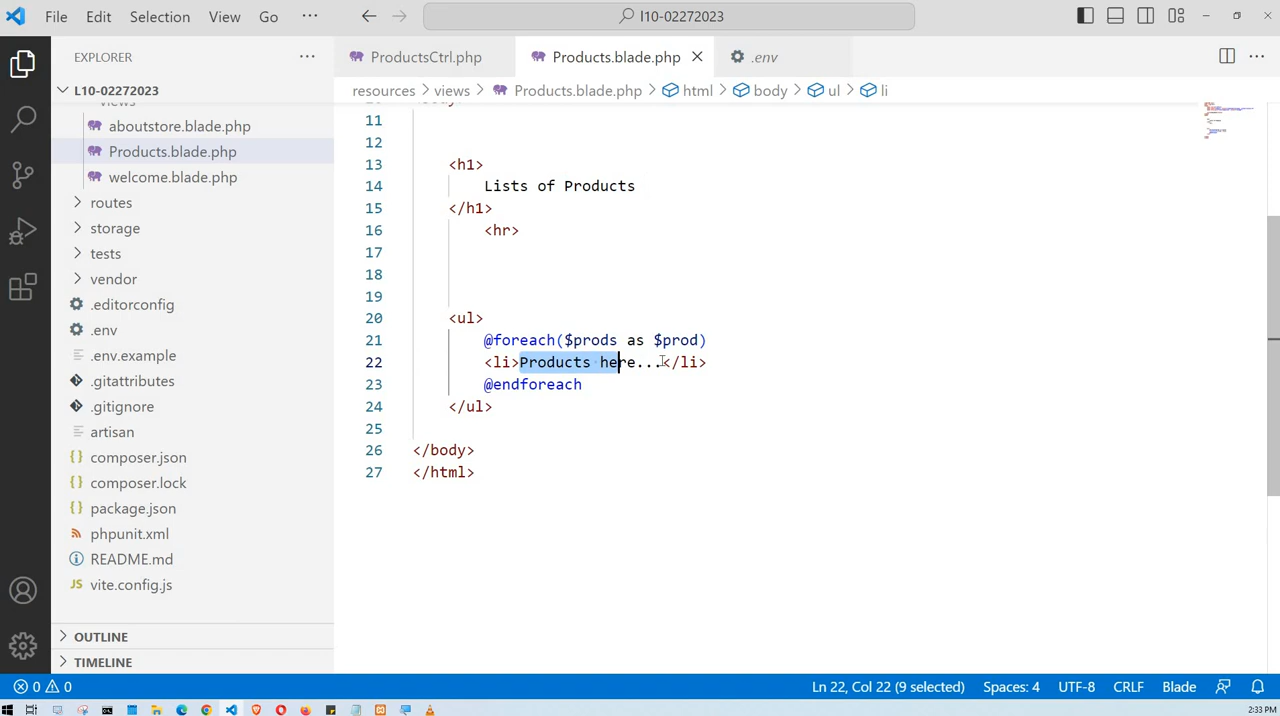 File Edit Selection View Go ··· l10-02272023
EXPLORER ···
ProductsCtrl.php Products.blade.php .env ···
L10-02272023
resources > views > Products.blade.php > html > body > ul > li
views
aboutstore.blade.php
Products.blade.php
welcome.blade.php
routes
storage
tests
vendor
.editorconfig
.env
.env.example
.gitattributes
.gitignore
artisan
composer.json
composer.lock
package.json
phpunit.xml
README.md
vite.config.js
OUTLINE
TIMELINE
11
12
13 <h1>
14 Lists of Products
15 </h1>
16 <hr>
17
18
19
20 <ul>
21 @foreach($prods as $prod)
22 <li>Products here...</li>
23 @endforeach
24 </ul>
25
26 </body>
27 </html>
0 0 Ln 22, Col 22 (9 selected) Spaces: 4 UTF-8 CRLF Blade
2:33 PM